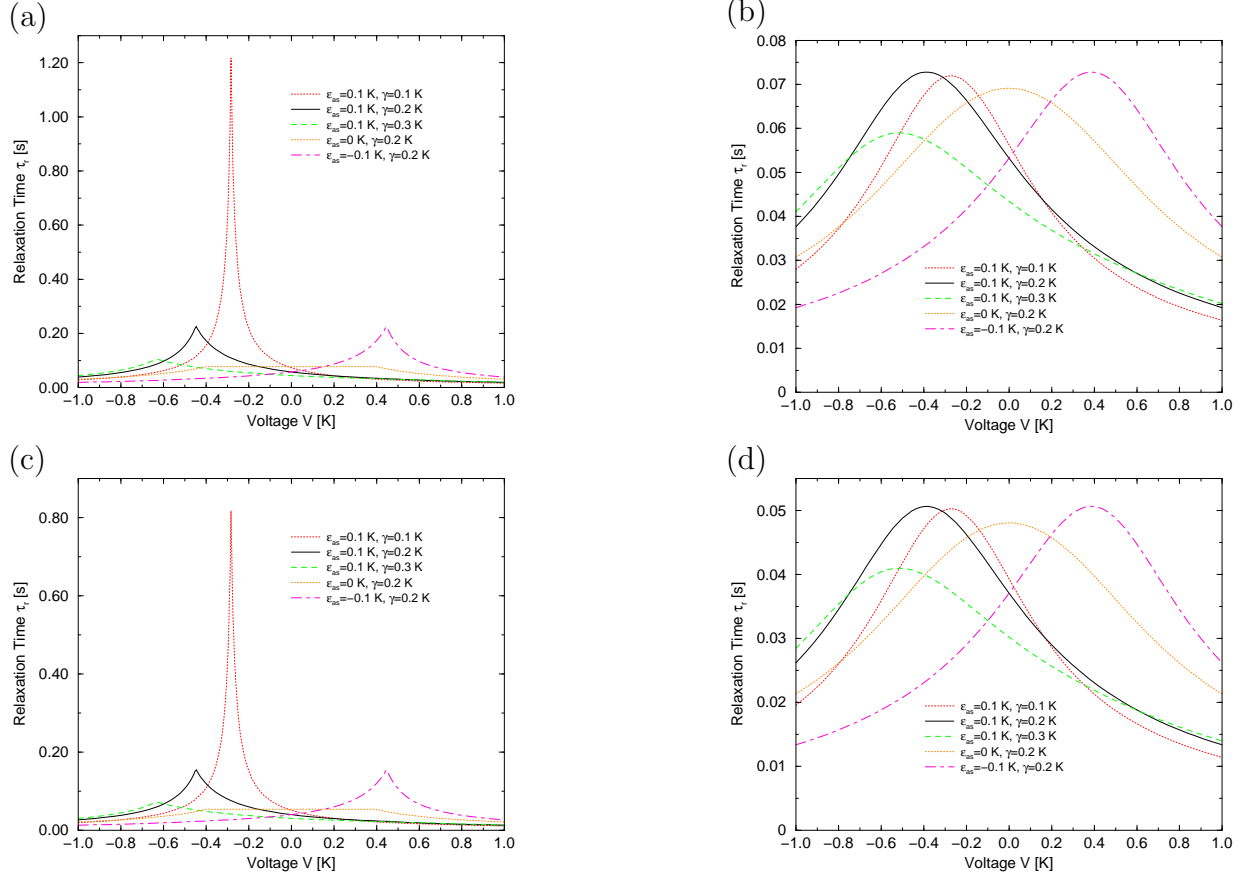 (a)
1.20
1.00
0.80
0.60
0.40
0.20
0.00
Relaxation Time τr [s]
εas=0.1 K, γ=0.1 K
εas=0.1 K, γ=0.2 K
εas=0.1 K, γ=0.3 K
εas=0 K, γ=0.2 K
εas=−0.1 K, γ=0.2 K
−1.0 −0.8 −0.6 −0.4 −0.2 0.0 0.2 0.4 0.6 0.8 1.0
Voltage V [K]
(b)
0.08
0.07
0.06
0.05
0.04
0.03
0.02
0.01
0
Relaxation Time τr [s]
εas=0.1 K, γ=0.1 K
εas=0.1 K, γ=0.2 K
εas=0.1 K, γ=0.3 K
εas=0 K, γ=0.2 K
εas=−0.1 K, γ=0.2 K
−1.0 −0.8 −0.6 −0.4 −0.2 0.0 0.2 0.4 0.6 0.8 1.0
Voltage V [K]
(c)
0.80
0.60
0.40
0.20
0.00
Relaxation Time τr [s]
εas=0.1 K, γ=0.1 K
εas=0.1 K, γ=0.2 K
εas=0.1 K, γ=0.3 K
εas=0 K, γ=0.2 K
εas=−0.1 K, γ=0.2 K
−1.0 −0.8 −0.6 −0.4 −0.2 0.0 0.2 0.4 0.6 0.8 1.0
Voltage V [K]
(d)
0.05
0.04
0.03
0.02
0.01
0
Relaxation Time τr [s]
εas=0.1 K, γ=0.1 K
εas=0.1 K, γ=0.2 K
εas=0.1 K, γ=0.3 K
εas=0 K, γ=0.2 K
εas=−0.1 K, γ=0.2 K
−1.0 −0.8 −0.6 −0.4 −0.2 0.0 0.2 0.4 0.6 0.8 1.0
Voltage V [K]